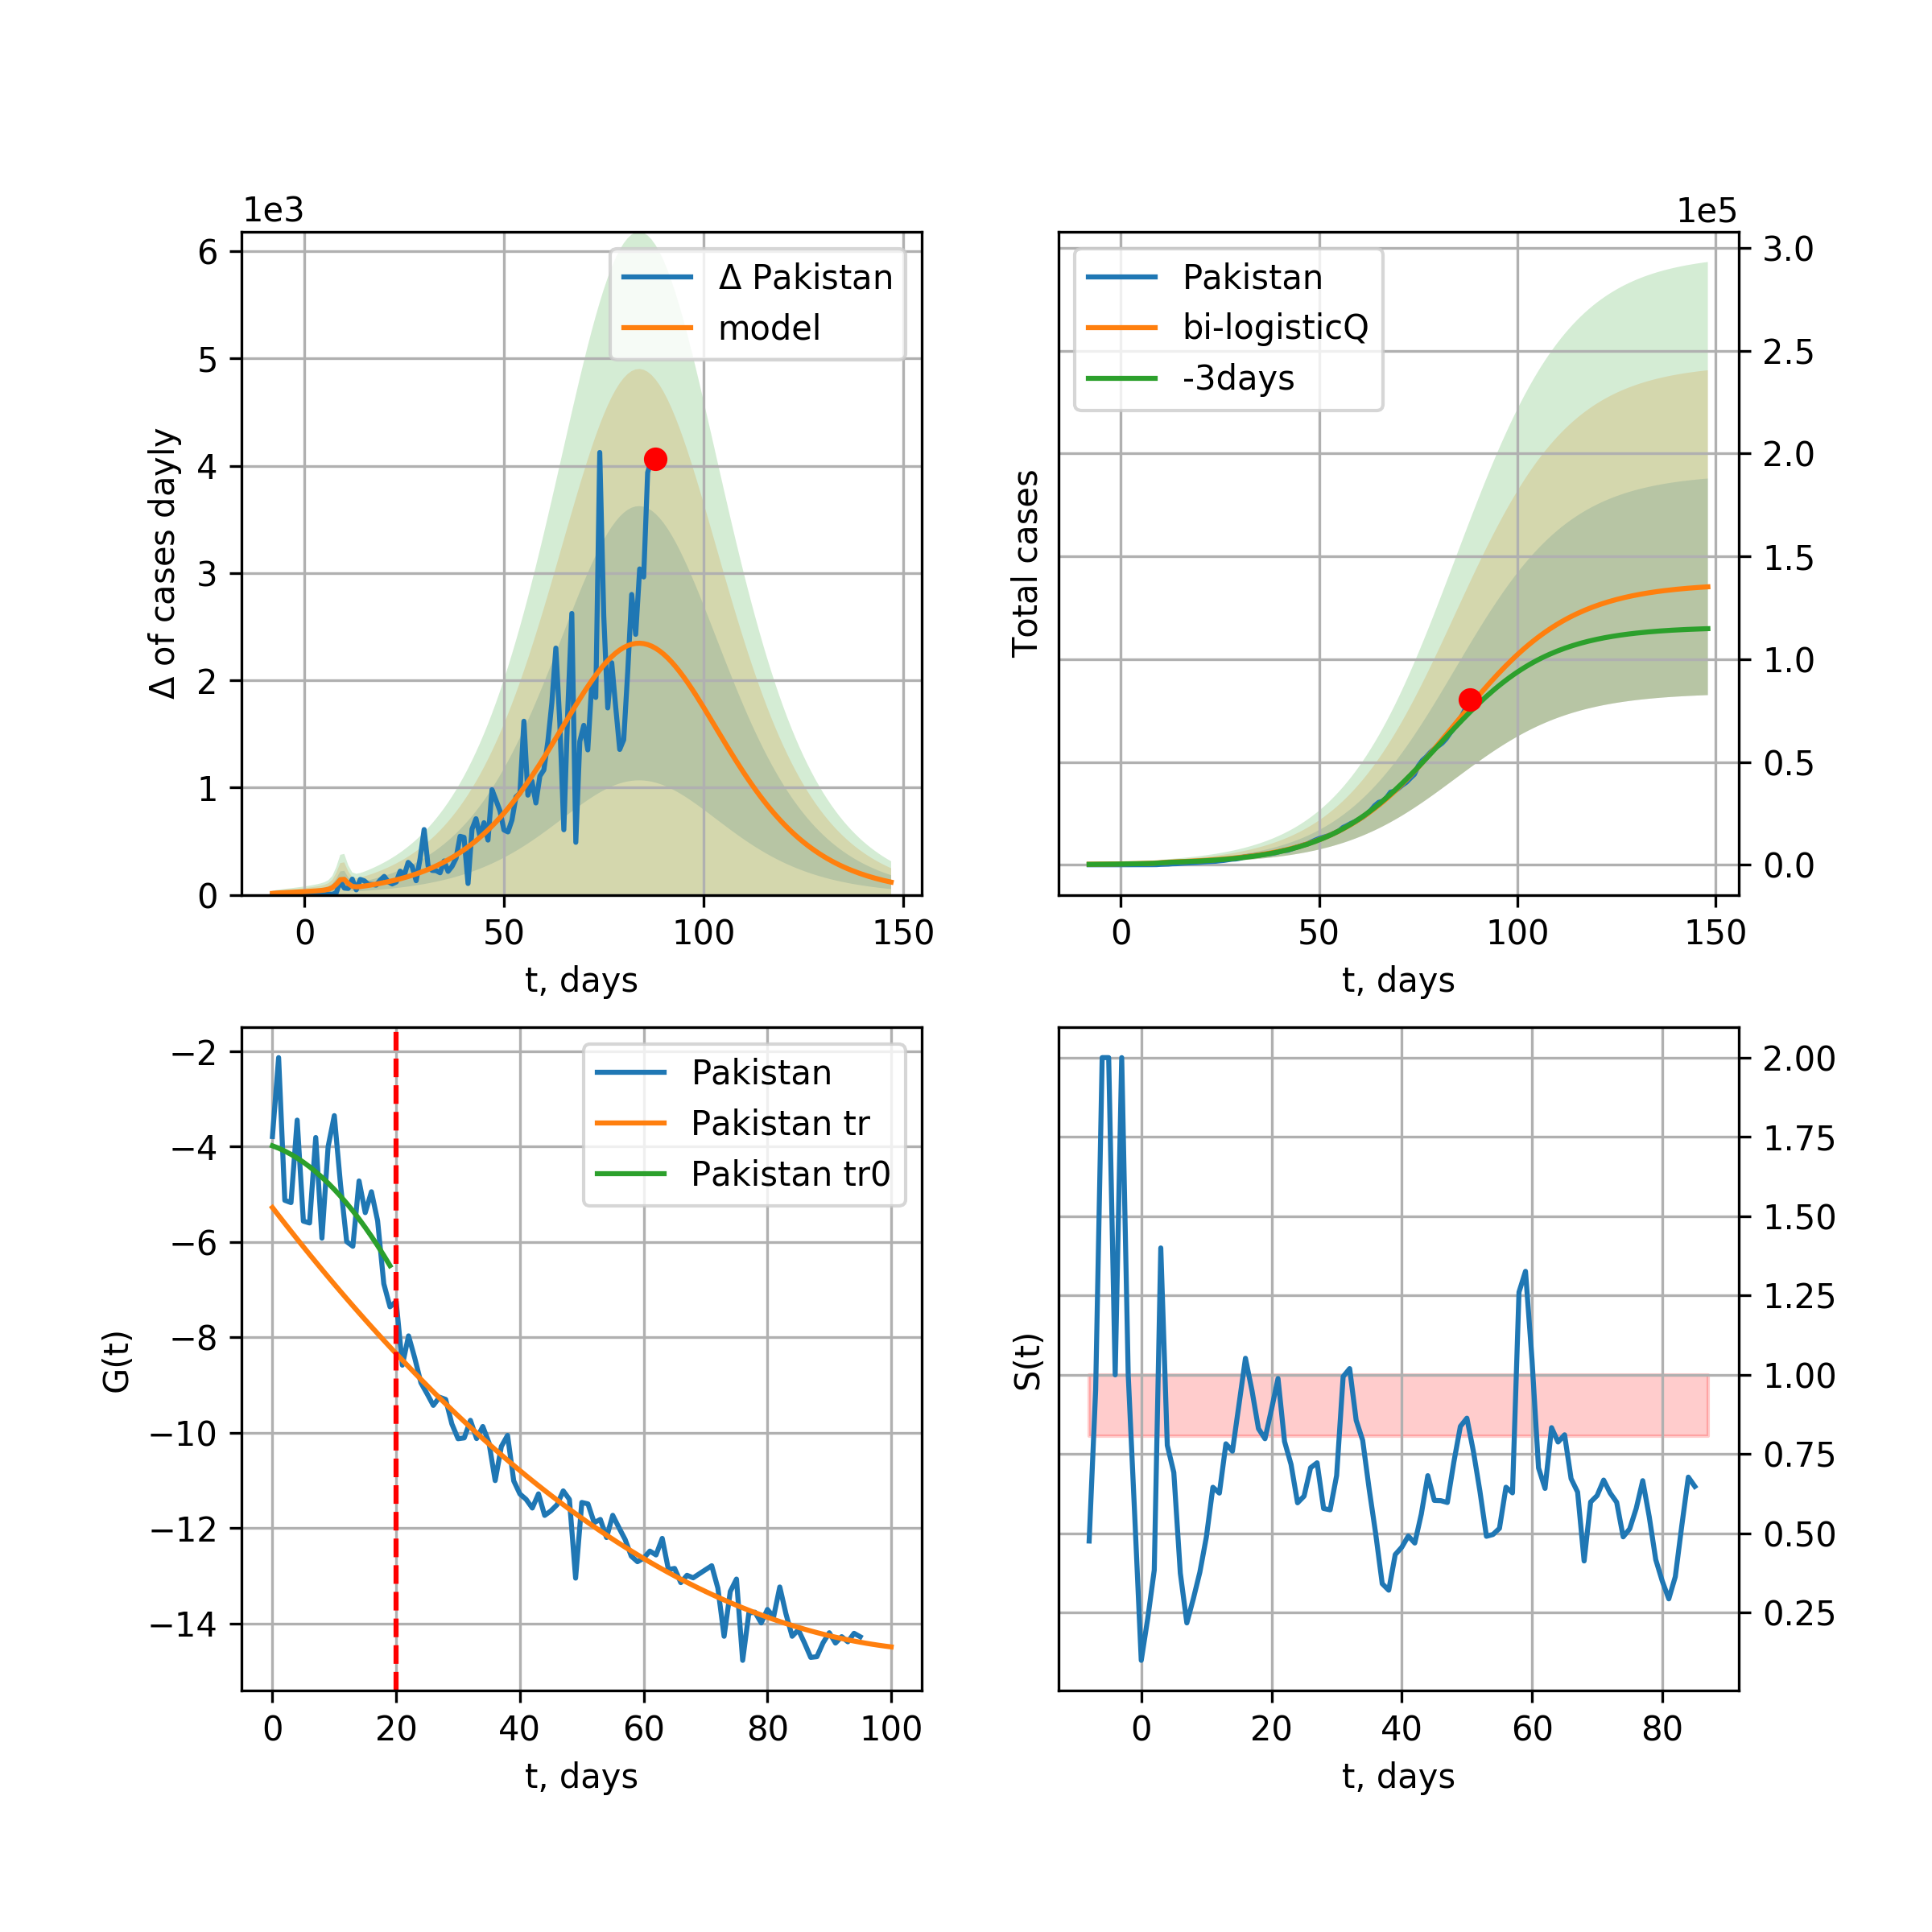 1e3
6
5
4
3
2
1
0
Δ of cases dayly
Δ Pakistan
model
0 50 100 150
t, days
1e5
3.0
2.5
2.0
1.5
1.0
0.5
0.0
Total cases
Pakistan
bi-logisticQ
-3days
0 50 100 150
t, days
−2
−4
−6
−8
−10
−12
−14
G(t)
Pakistan
Pakistan tr
Pakistan tr0
0 20 40 60 80 100
t, days
2.00
1.75
1.50
1.25
1.00
0.75
0.50
0.25
S(t)
0 20 40 60 80
t, days